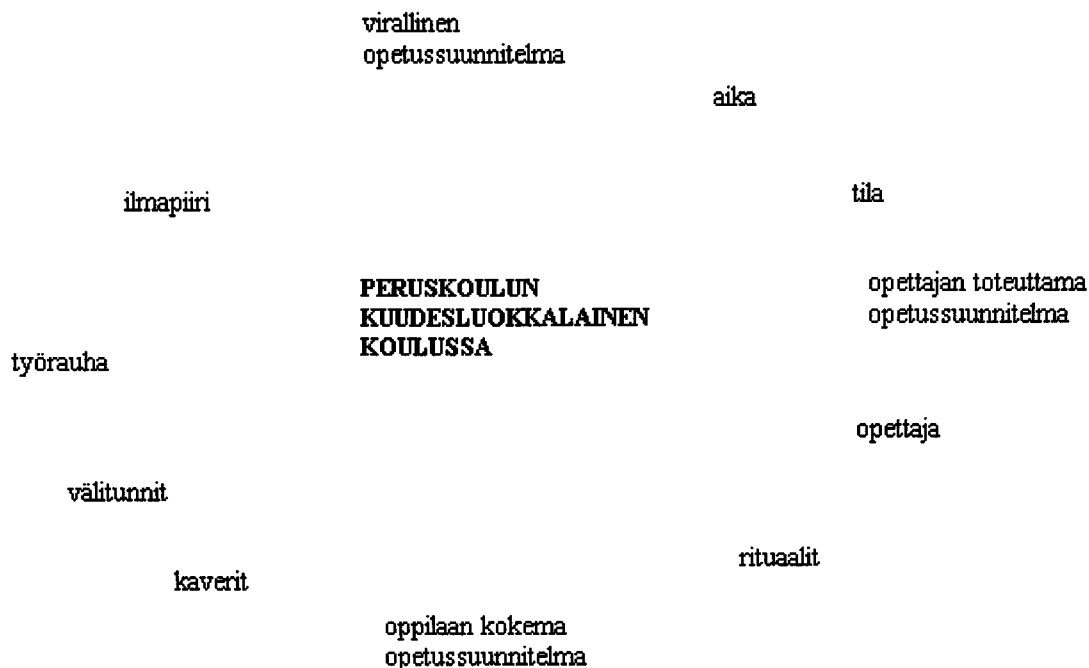 virallinen
opetussuunnitelma
aika
ilmapiiri
tila
PERUSKOULUN
KUUDESLUOKKALAINEN
KOULUSSA
opettajan toteuttama
opetussuunnitelma
työrauha
opettaja
välitunnit
rituaalit
kaverit
oppilaan kokema
opetussuunnitelma